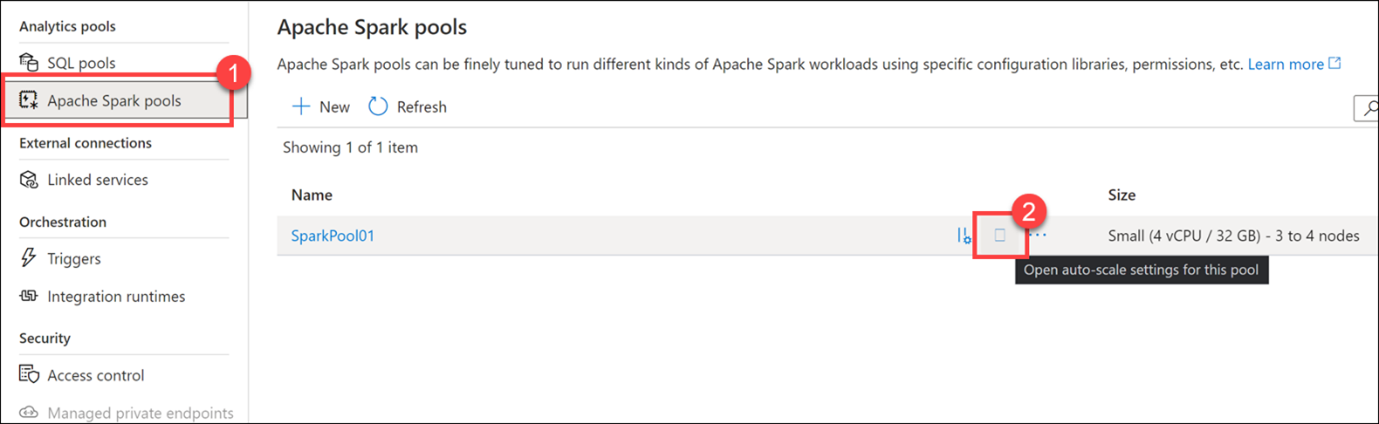 Analytics pools
SQL pools
1
Apache Spark pools
External connections
Linked services
Orchestration
Triggers
Integration runtimes
Security
Access control
Managed private endpoints
Apache Spark pools
Apache Spark pools can be finely tuned to run different kinds of Apache Spark workloads using specific configuration libraries, permissions, etc. Learn more
New Refresh
Showing 1 of 1 item
Name Size
2
SparkPool01 ... Small (4 vCPU / 32 GB) - 3 to 4 nodes
Open auto-scale settings for this pool